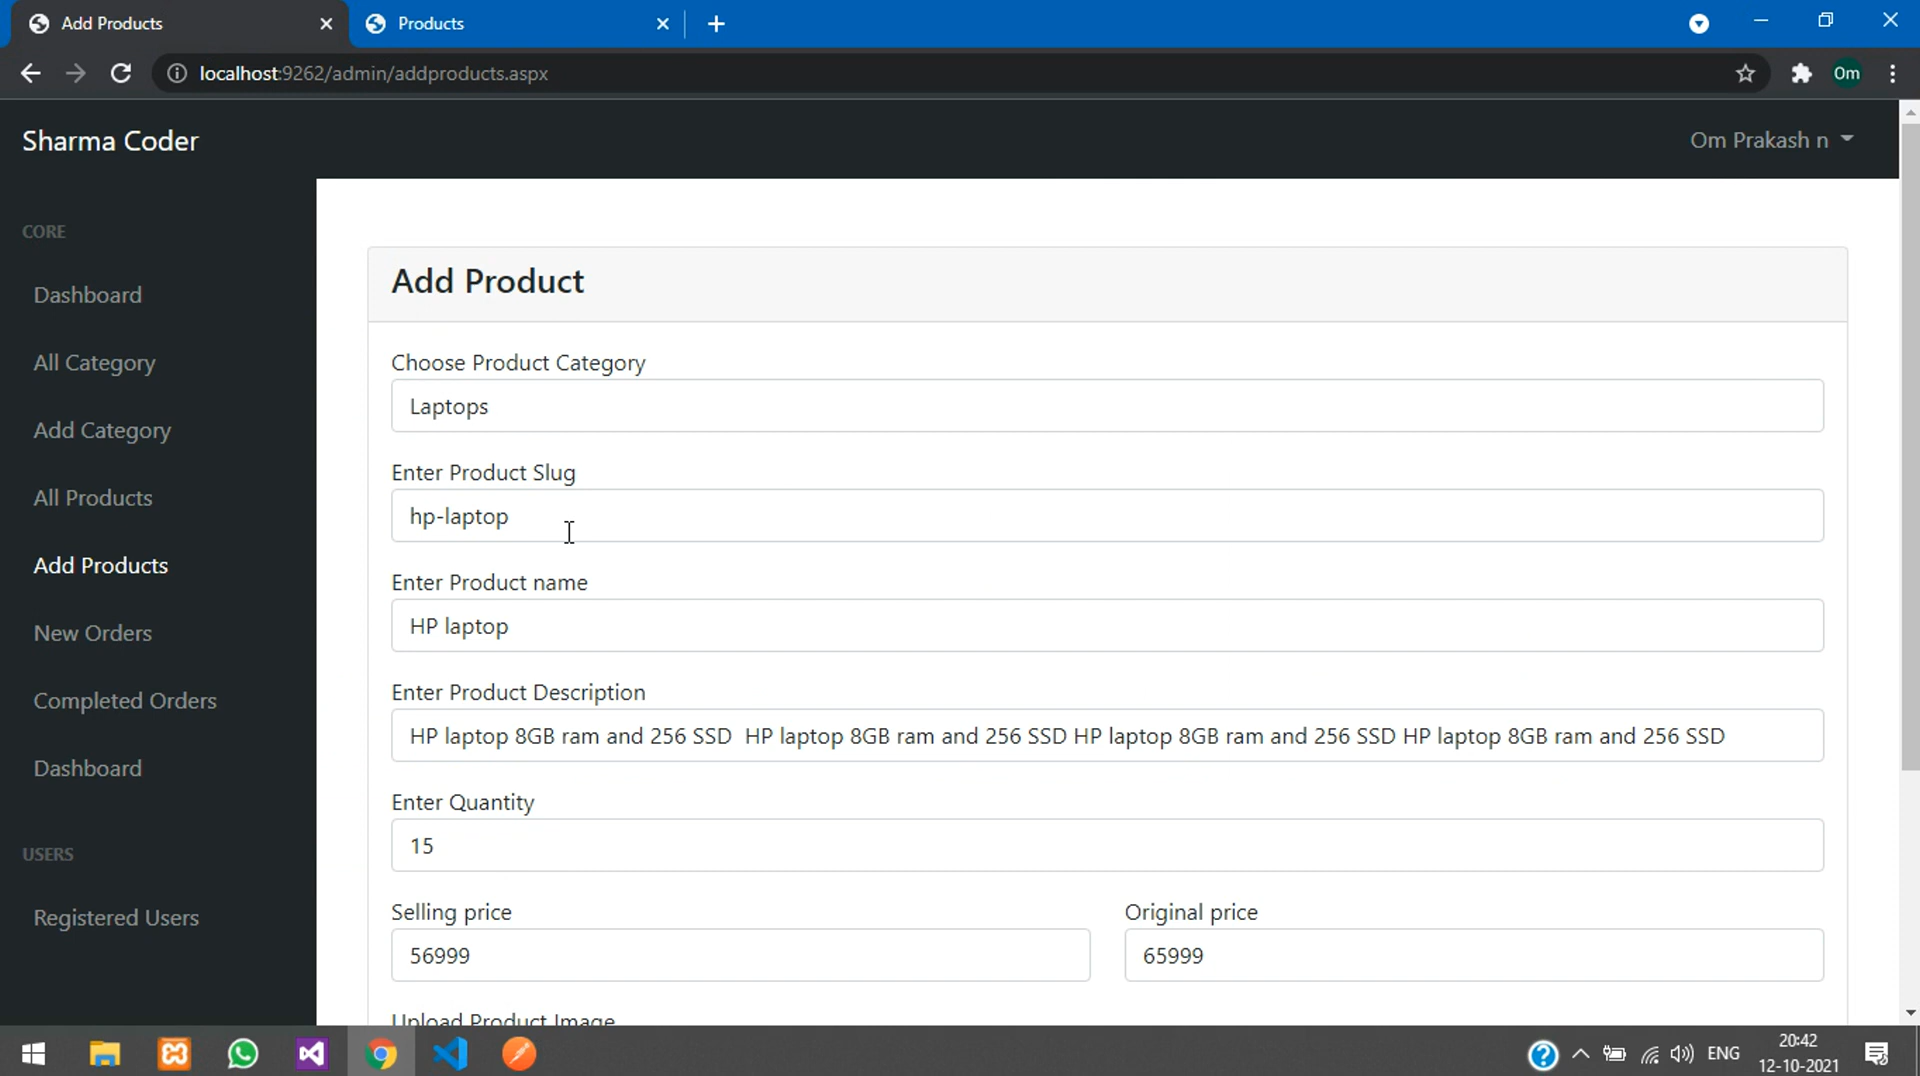 Add Products
Products
localhost:9262/admin/addproducts.aspx
Om
Sharma Coder
Om Prakash n
CORE
Dashboard
All Category
Add Category
All Products
Add Products
New Orders
Completed Orders
Dashboard
USERS
Registered Users
Add Product
Choose Product Category
Laptops
Enter Product Slug
hp-laptop
Enter Product name
HP laptop
Enter Product Description
HP laptop 8GB ram and 256 SSD  HP laptop 8GB ram and 256 SSD HP laptop 8GB ram and 256 SSD HP laptop 8GB ram and 256 SSD
Enter Quantity
15
Selling price
Original price
56999
65999
Upload Product Image
ENG
20:42
12-10-2021